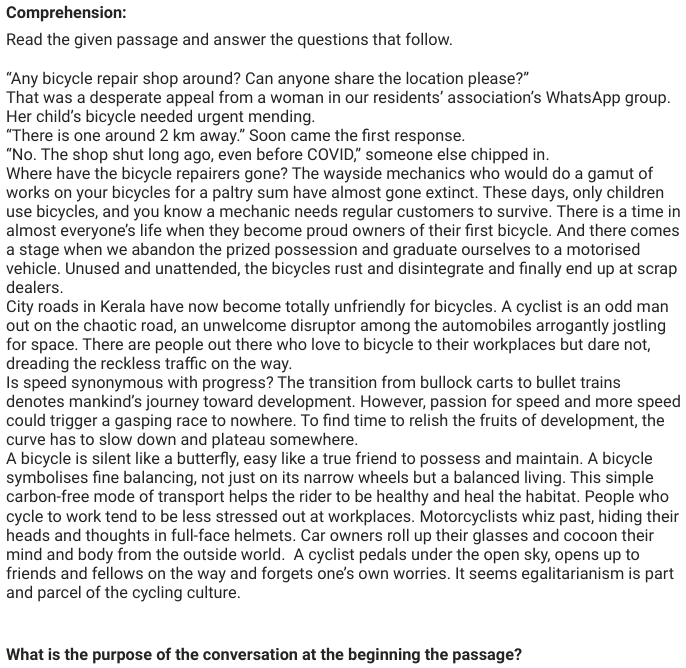 Comprehension:
Read the given passage and answer the questions that follow.
“Any bicycle repair shop around? Can anyone share the location please?”
That was a desperate appeal from a woman in our residents’ association’s WhatsApp group.
Her child’s bicycle needed urgent mending.
“There is one around 2 km away.” Soon came the first response.
“No. The shop shut long ago, even before COVID,” someone else chipped in.
Where have the bicycle repairers gone? The wayside mechanics who would do a gamut of
works on your bicycles for a paltry sum have almost gone extinct. These days, only children
use bicycles, and you know a mechanic needs regular customers to survive. There is a time in
almost everyone’s life when they become proud owners of their first bicycle. And there comes
a stage when we abandon the prized possession and graduate ourselves to a motorised
vehicle. Unused and unattended, the bicycles rust and disintegrate and finally end up at scrap
dealers.
City roads in Kerala have now become totally unfriendly for bicycles. A cyclist is an odd man
out on the chaotic road, an unwelcome disruptor among the automobiles arrogantly jostling
for space. There are people out there who love to bicycle to their workplaces but dare not,
dreading the reckless traffic on the way.
Is speed synonymous with progress? The transition from bullock carts to bullet trains
denotes mankind’s journey toward development. However, passion for speed and more speed
could trigger a gasping race to nowhere. To find time to relish the fruits of development, the
curve has to slow down and plateau somewhere.
A bicycle is silent like a butterfly, easy like a true friend to possess and maintain. A bicycle
symbolises fine balancing, not just on its narrow wheels but a balanced living. This simple
carbon-free mode of transport helps the rider to be healthy and heal the habitat. People who
cycle to work tend to be less stressed out at workplaces. Motorcyclists whiz past, hiding their
heads and thoughts in full-face helmets. Car owners roll up their glasses and cocoon their
mind and body from the outside world.  A cyclist pedals under the open sky, opens up to
friends and fellows on the way and forgets one’s own worries. It seems egalitarianism is part
and parcel of the cycling culture.
What is the purpose of the conversation at the beginning the passage?